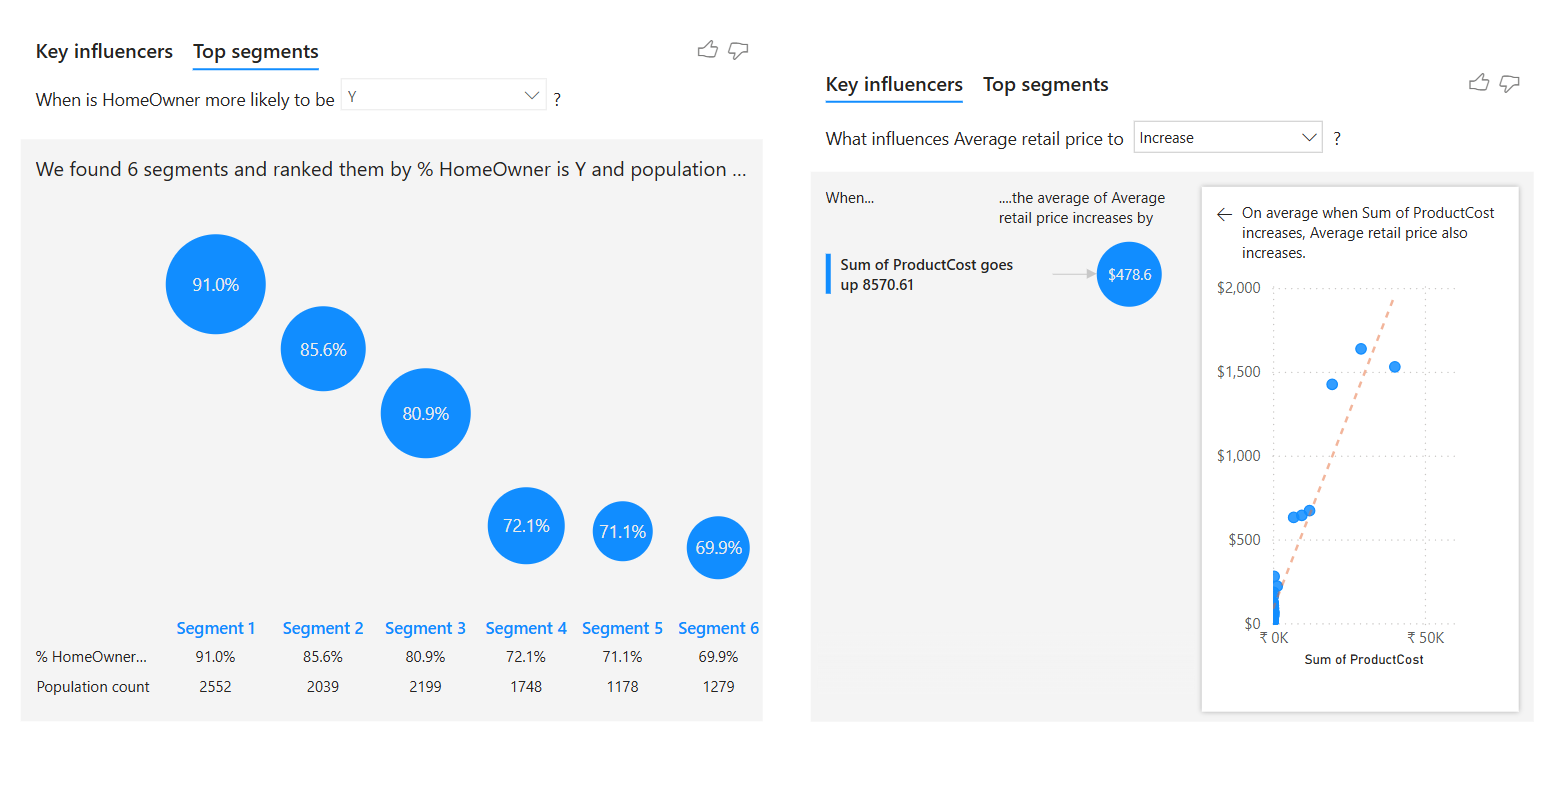 Key influencers Top segments
When is HomeOwner more likely to be Y ?
We found 6 segments and ranked them by % HomeOwner is Y and population ...
91.0%
85.6%
80.9%
72.1%
71.1%
69.9%
Segment 1 Segment 2 Segment 3 Segment 4 Segment 5 Segment 6
% HomeOwner... 91.0% 85.6% 80.9% 72.1% 71.1% 69.9%
Population count 2552 2039 2199 1748 1178 1279
Key influencers Top segments
What influences Average retail price to Increase ?
When...
....the average of Average
retail price increases by
Sum of ProductCost goes
up 8570.61
$478.6
← On average when Sum of ProductCost
increases, Average retail price also
increases.
$2,000
$1,500
$1,000
$500
$0
₹ 0K ₹ 50K
Sum of ProductCost